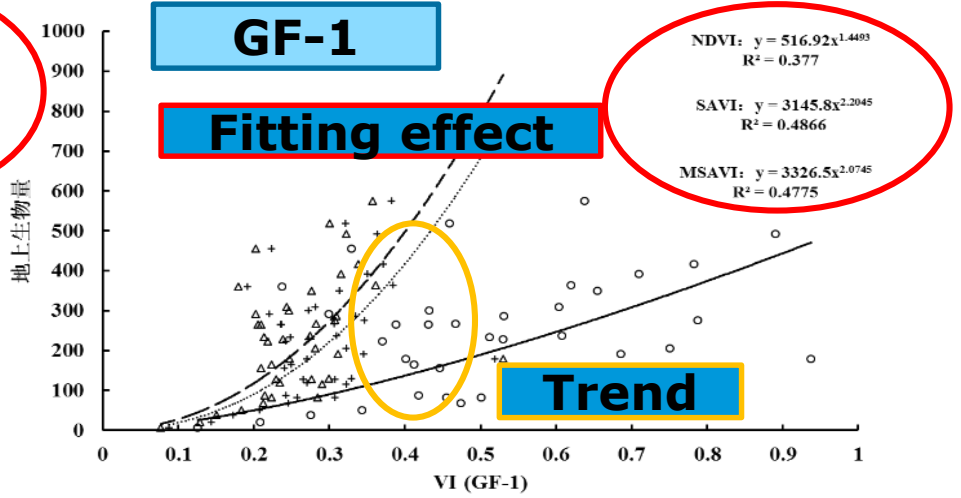 GF-1
Fitting effect
NDVI: y = 516.92x^1.4493
R² = 0.377
SAVI: y = 3145.8x^2.2045
R² = 0.4866
MSAVI: y = 3326.5x^2.0745
R² = 0.4775
1000
900
800
700
600
500
400
300
200
100
0
地上生物量
Trend
0 0.1 0.2 0.3 0.4 0.5 0.6 0.7 0.8 0.9 1
VI (GF-1)